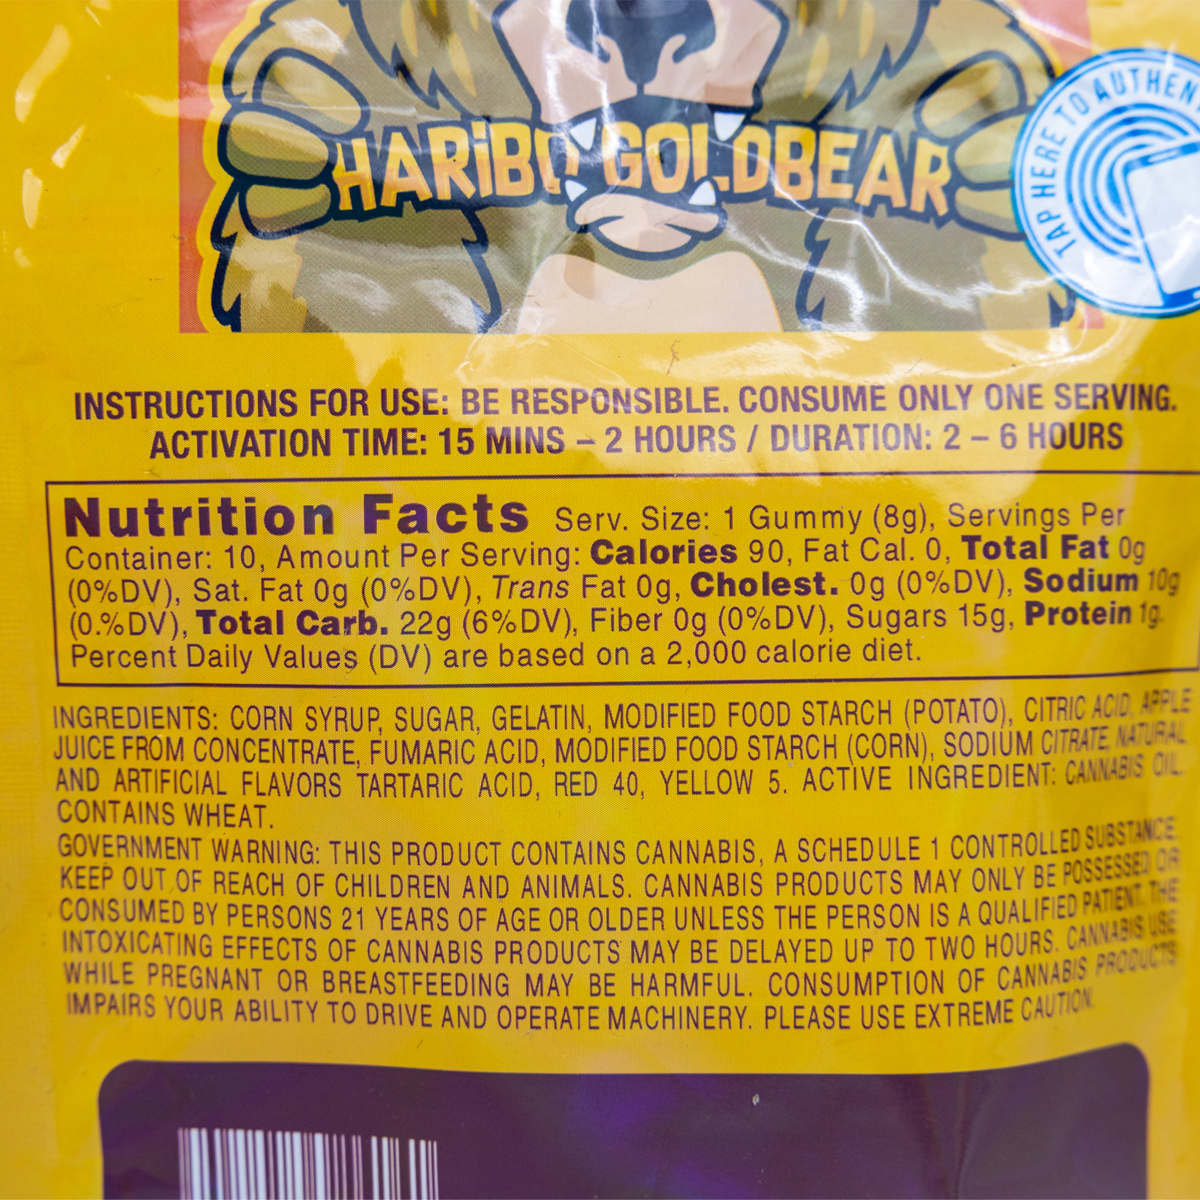 HARiBO GOLDBEAR
TAP HERE TO AUTHEN
INSTRUCTIONS FOR USE: BE RESPONSIBLE. CONSUME ONLY ONE SERVING.
ACTIVATION TIME: 15 MINS – 2 HOURS / DURATION: 2 – 6 HOURS
Nutrition Facts Serv. Size: 1 Gummy (8g), Servings Per
Container: 10, Amount Per Serving: Calories 90, Fat Cal. 0, Total Fat 0g
(0%DV), Sat. Fat 0g (0%DV), Trans Fat 0g, Cholest. 0g (0%DV), Sodium 10g
(0.%DV), Total Carb. 22g (6%DV), Fiber 0g (0%DV), Sugars 15g, Protein 1g.
Percent Daily Values (DV) are based on a 2,000 calorie diet.
INGREDIENTS: CORN SYRUP, SUGAR, GELATIN, MODIFIED FOOD STARCH (POTATO), CITRIC ACID, APPLE
JUICE FROM CONCENTRATE, FUMARIC ACID, MODIFIED FOOD STARCH (CORN), SODIUM CITRATE, NATURAL
AND ARTIFICIAL FLAVORS TARTARIC ACID, RED 40, YELLOW 5. ACTIVE INGREDIENT: CANNABIS OIL.
CONTAINS WHEAT.
GOVERNMENT WARNING: THIS PRODUCT CONTAINS CANNABIS, A SCHEDULE 1 CONTROLLED SUBSTANCE.
KEEP OUT OF REACH OF CHILDREN AND ANIMALS. CANNABIS PRODUCTS MAY ONLY BE POSSESSED OR
CONSUMED BY PERSONS 21 YEARS OF AGE OR OLDER UNLESS THE PERSON IS A QUALIFIED PATIENT. THE
INTOXICATING EFFECTS OF CANNABIS PRODUCTS MAY BE DELAYED UP TO TWO HOURS. CANNABIS USE
WHILE PREGNANT OR BREASTFEEDING MAY BE HARMFUL. CONSUMPTION OF CANNABIS PRODUCTS
IMPAIRS YOUR ABILITY TO DRIVE AND OPERATE MACHINERY. PLEASE USE EXTREME CAUTION.